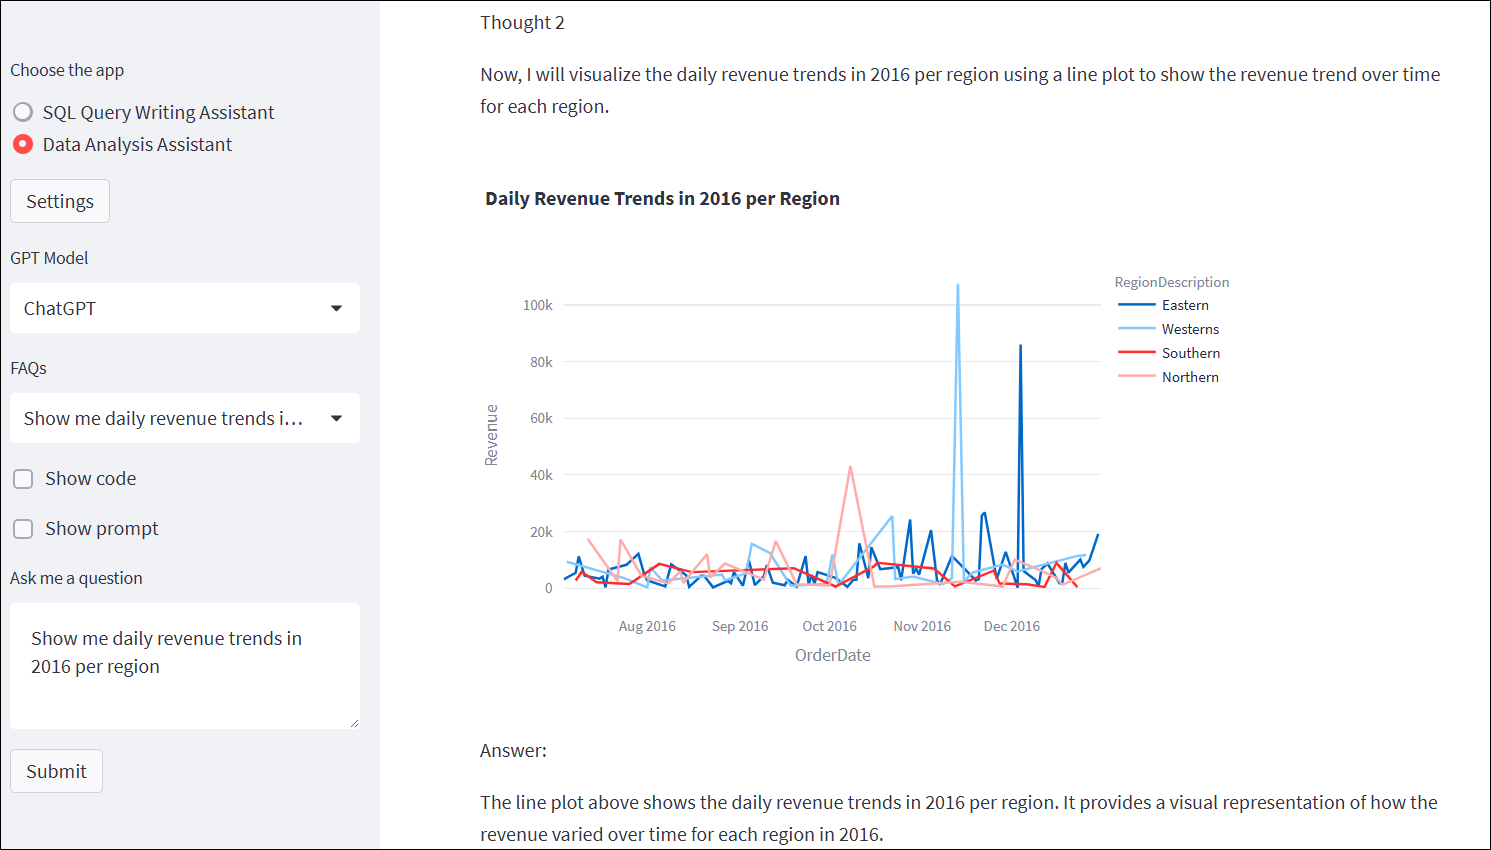 Choose the app
SQL Query Writing Assistant
Data Analysis Assistant
Settings
GPT Model
ChatGPT
FAQs
Show me daily revenue trends i...
Show code
Show prompt
Ask me a question
Show me daily revenue trends in
2016 per region
Submit
Thought 2
Now, I will visualize the daily revenue trends in 2016 per region using a line plot to show the revenue trend over time
for each region.
Daily Revenue Trends in 2016 per Region
RegionDescription
Eastern
Westerns
Southern
Northern
Revenue
100k
80k
60k
40k
20k
0
Aug 2016 Sep 2016 Oct 2016 Nov 2016 Dec 2016
OrderDate
Answer:
The line plot above shows the daily revenue trends in 2016 per region. It provides a visual representation of how the
revenue varied over time for each region in 2016.